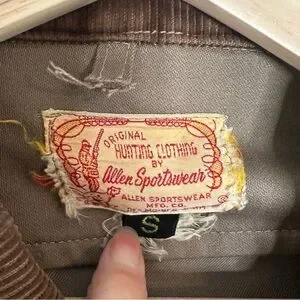 ORIGINAL
HUNTING CLOTHING
BY
Allen Sportswear
ALLEN SPORTSWEAR
MFG. CO.
S